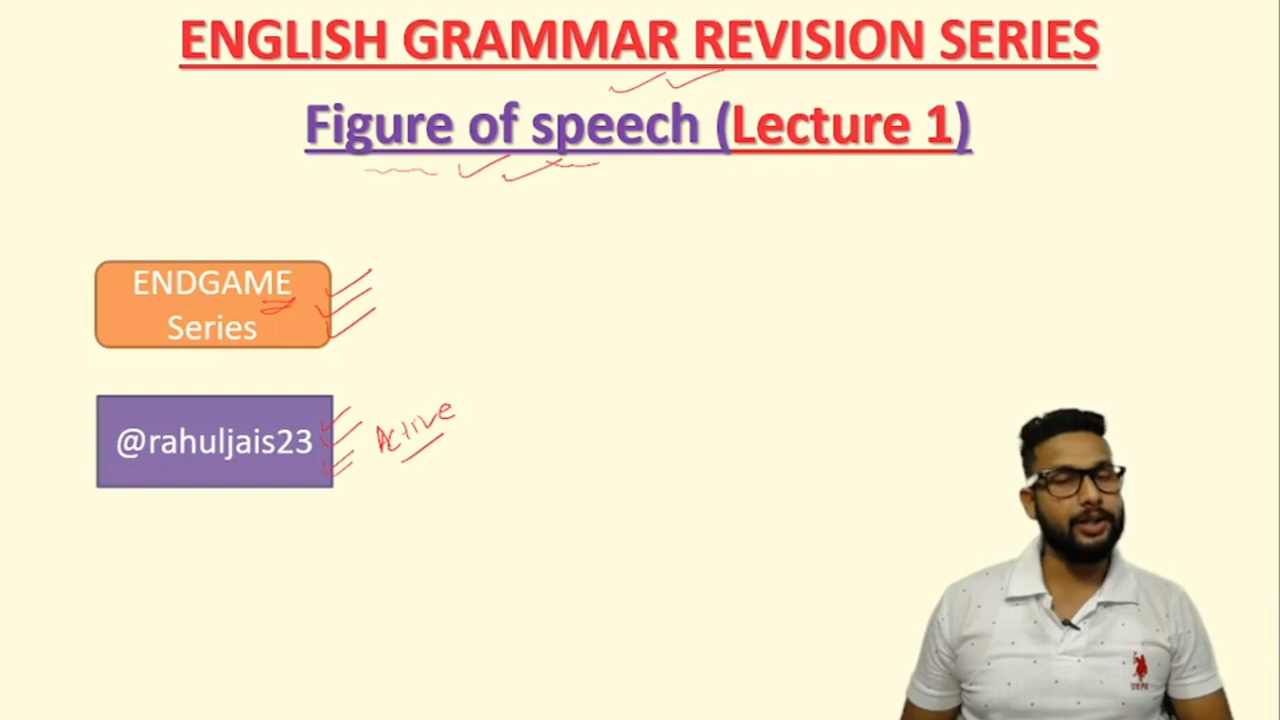 ENGLISH GRAMMAR REVISION SERIES
Figure of speech (Lecture 1)
ENDGAME
Series
@rahuljais23
Active